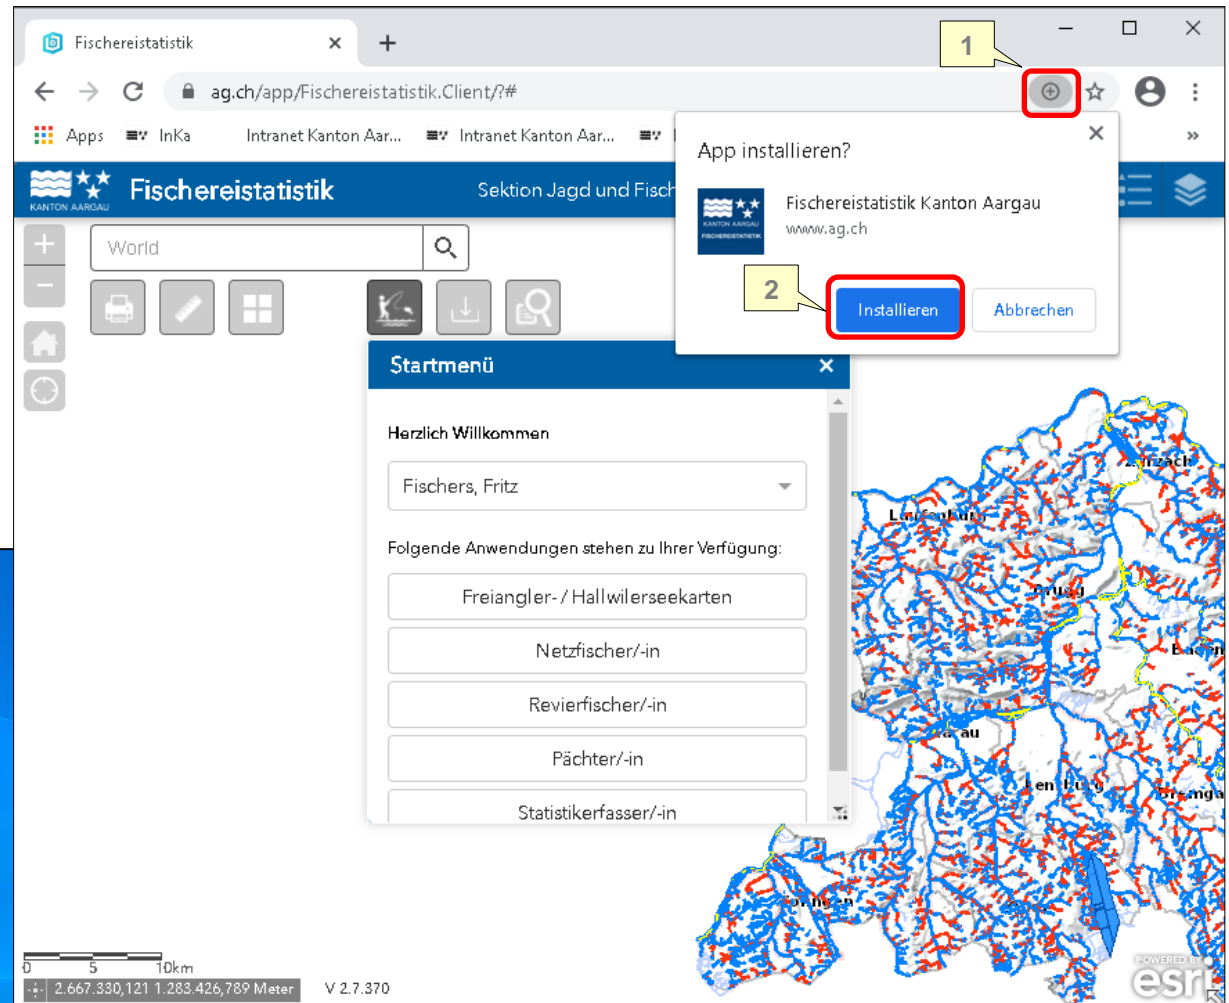 Fischereistatistik
1
ag.ch/app/Fischereistatistik.Client/?#
Apps InKa Intranet Kanton Aar... Intranet Kanton Aar...
App installieren?
Fischereistatistik Kanton Aargau
www.ag.ch
KANTON AARGAU
FISCHEREISTATISTIK
2
Installieren Abbrechen
KANTON AARGAU
Fischereistatistik Sektion Jagd und Fisch
World
Startmenü
Herzlich Willkommen
Fischers, Fritz
Folgende Anwendungen stehen zu Ihrer Verfügung:
Freiangler- / Hallwilerseekarten
Netzfischer/-in
Revierfischer/-in
Pächter/-in
Statistikerfasser/-in
Zurzach
Laufenburg
Brugg
Baden
Lenzburg
Bremga
Zofingen
0 5 10km
2.667.330,121 1.283.426,789 Meter V 2.7.370
POWERED BY
esri